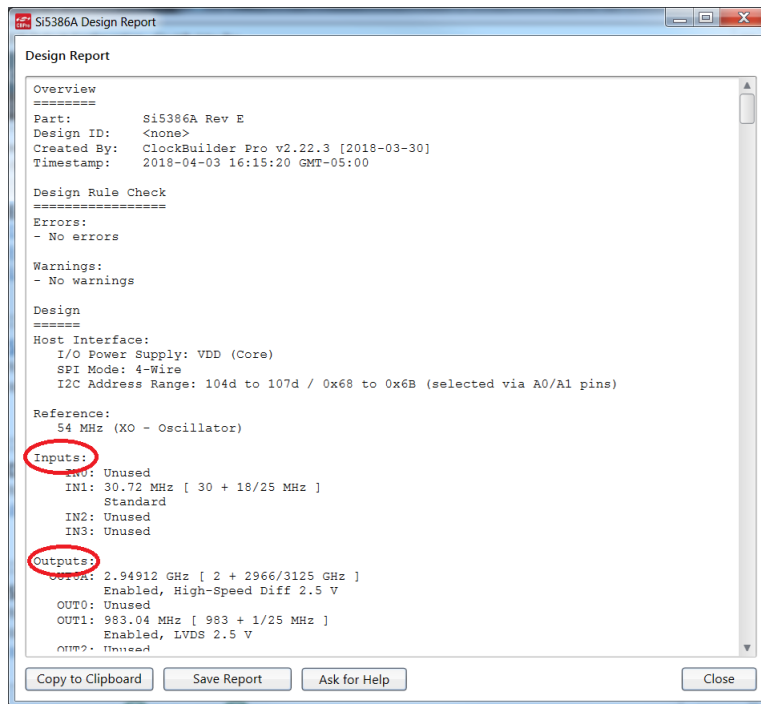 Si5386A Design Report
Design Report
Overview
========
Part: Si5386A Rev E
Design ID: <none>
Created By: ClockBuilder Pro v2.22.3 [2018-03-30]
Timestamp: 2018-04-03 16:15:20 GMT-05:00
Design Rule Check
=================
Errors:
- No errors
Warnings:
- No warnings
Design
======
Host Interface:
I/O Power Supply: VDD (Core)
SPI Mode: 4-Wire
I2C Address Range: 104d to 107d / 0x68 to 0x6B (selected via A0/A1 pins)
Reference:
54 MHz (XO - Oscillator)
Inputs:
IN0: Unused
IN1: 30.72 MHz [ 30 + 18/25 MHz ]
Standard
IN2: Unused
IN3: Unused
Outputs:
OUT0A: 2.94912 GHz [ 2 + 2966/3125 GHz ]
Enabled, High-Speed Diff 2.5 V
OUT0: Unused
OUT1: 983.04 MHz [ 983 + 1/25 MHz ]
Enabled, LVDS 2.5 V
OUT2: Unused
Copy to Clipboard Save Report Ask for Help Close